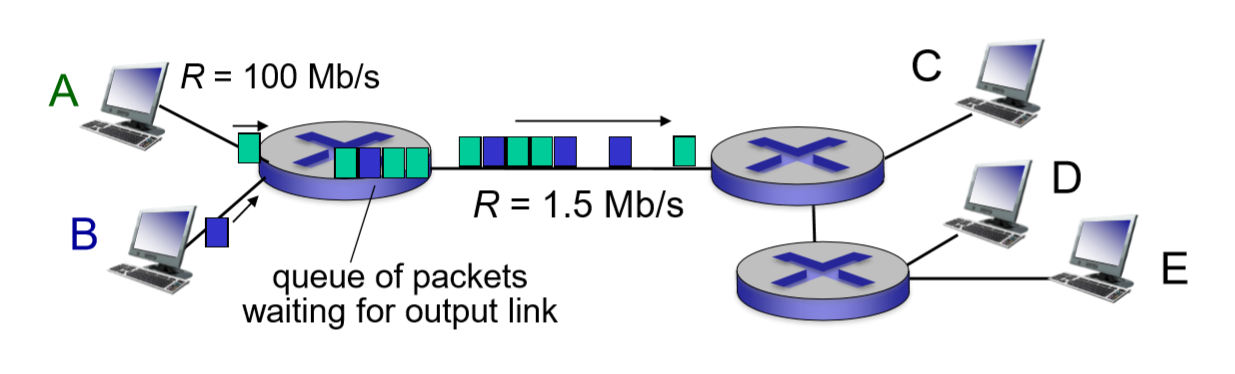 A
R = 100 Mb/s
C
D
B
R = 1.5 Mb/s
E
queue of packets
waiting for output link